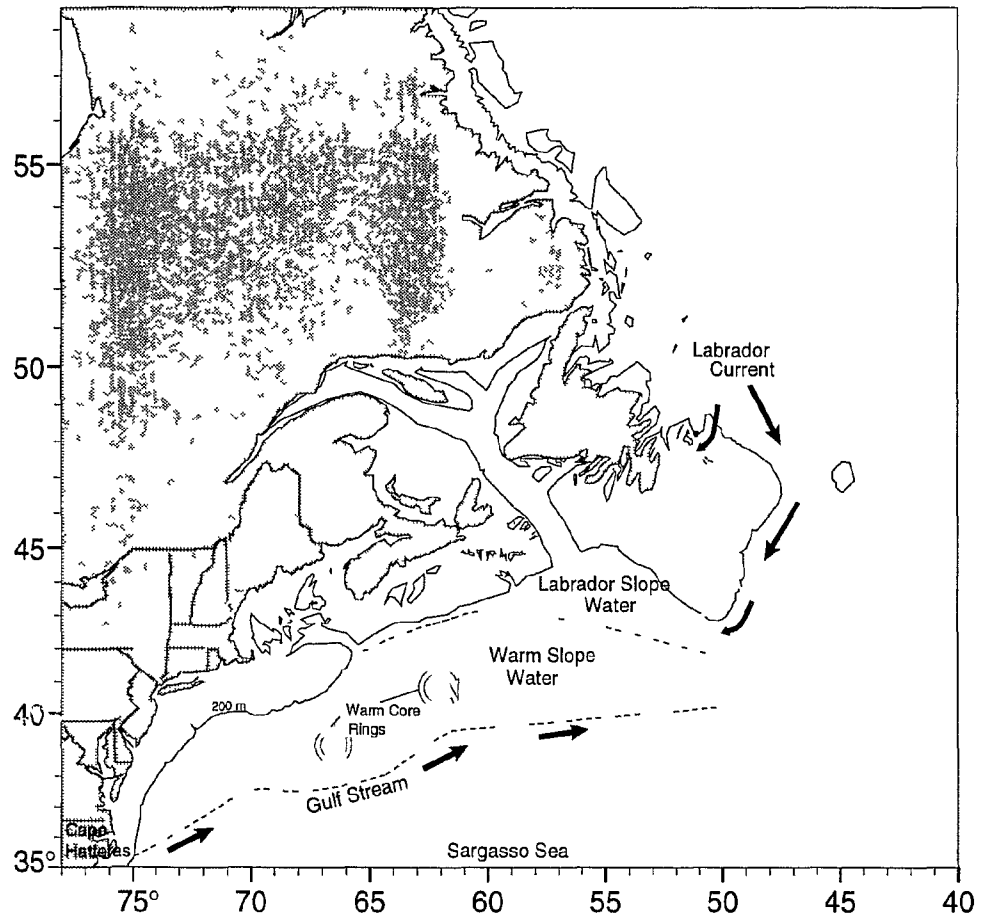 55
50
45
40
35°
75°
70
65
60
55
50
45
40
Labrador
Current
Labrador Slope
Water
Warm Slope
Water
200 m
Warm Core
Rings
Gulf Stream
Cape
Hatteras
Sargasso Sea